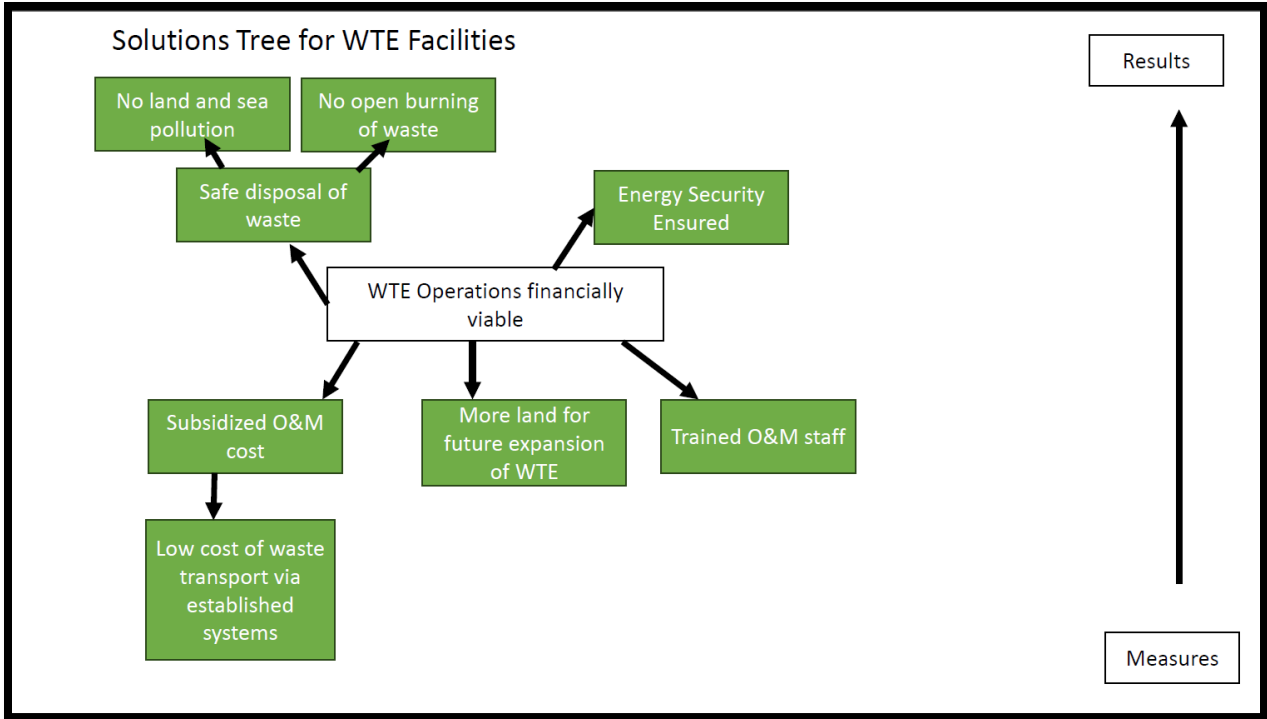 Solutions Tree for WTE Facilities
Results
No land and sea
pollution
No open burning
of waste
Safe disposal of
waste
Energy Security
Ensured
WTE Operations financially
viable
Subsidized O&M
cost
More land for
future expansion
of WTE
Trained O&M staff
Low cost of waste
transport via
established
systems
Measures